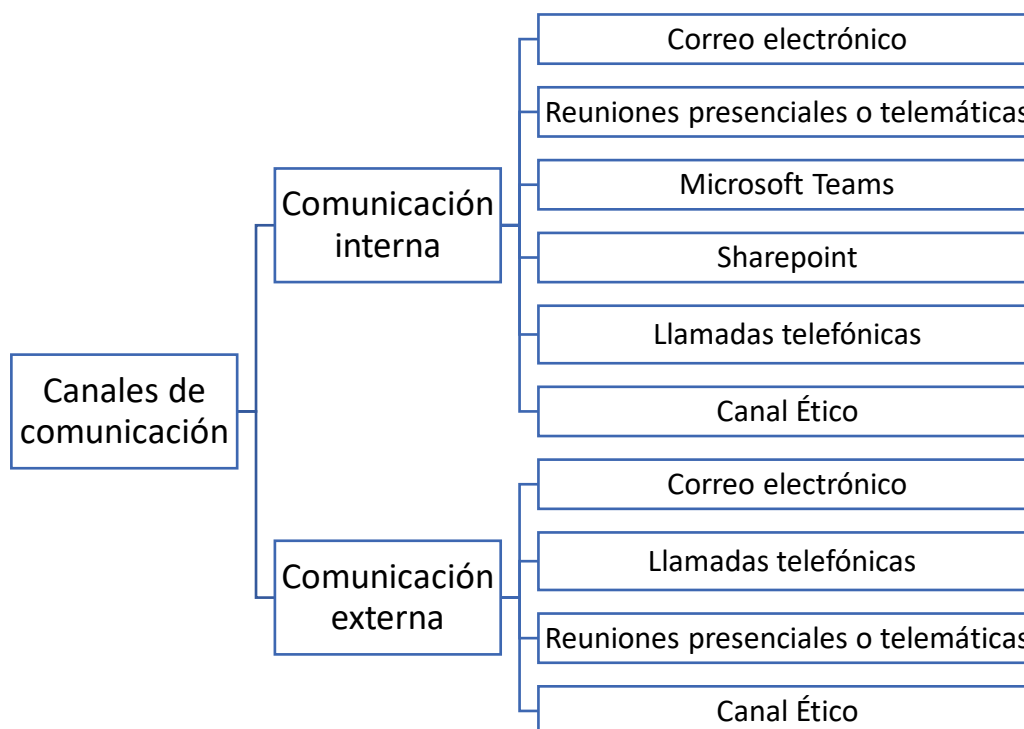 Canales de
comunicación
Comunicación
interna
Correo electrónico
Reuniones presenciales o telemáticas
Microsoft Teams
Sharepoint
Llamadas telefónicas
Canal Ético
Comunicación
externa
Correo electrónico
Llamadas telefónicas
Reuniones presenciales o telemáticas
Canal Ético